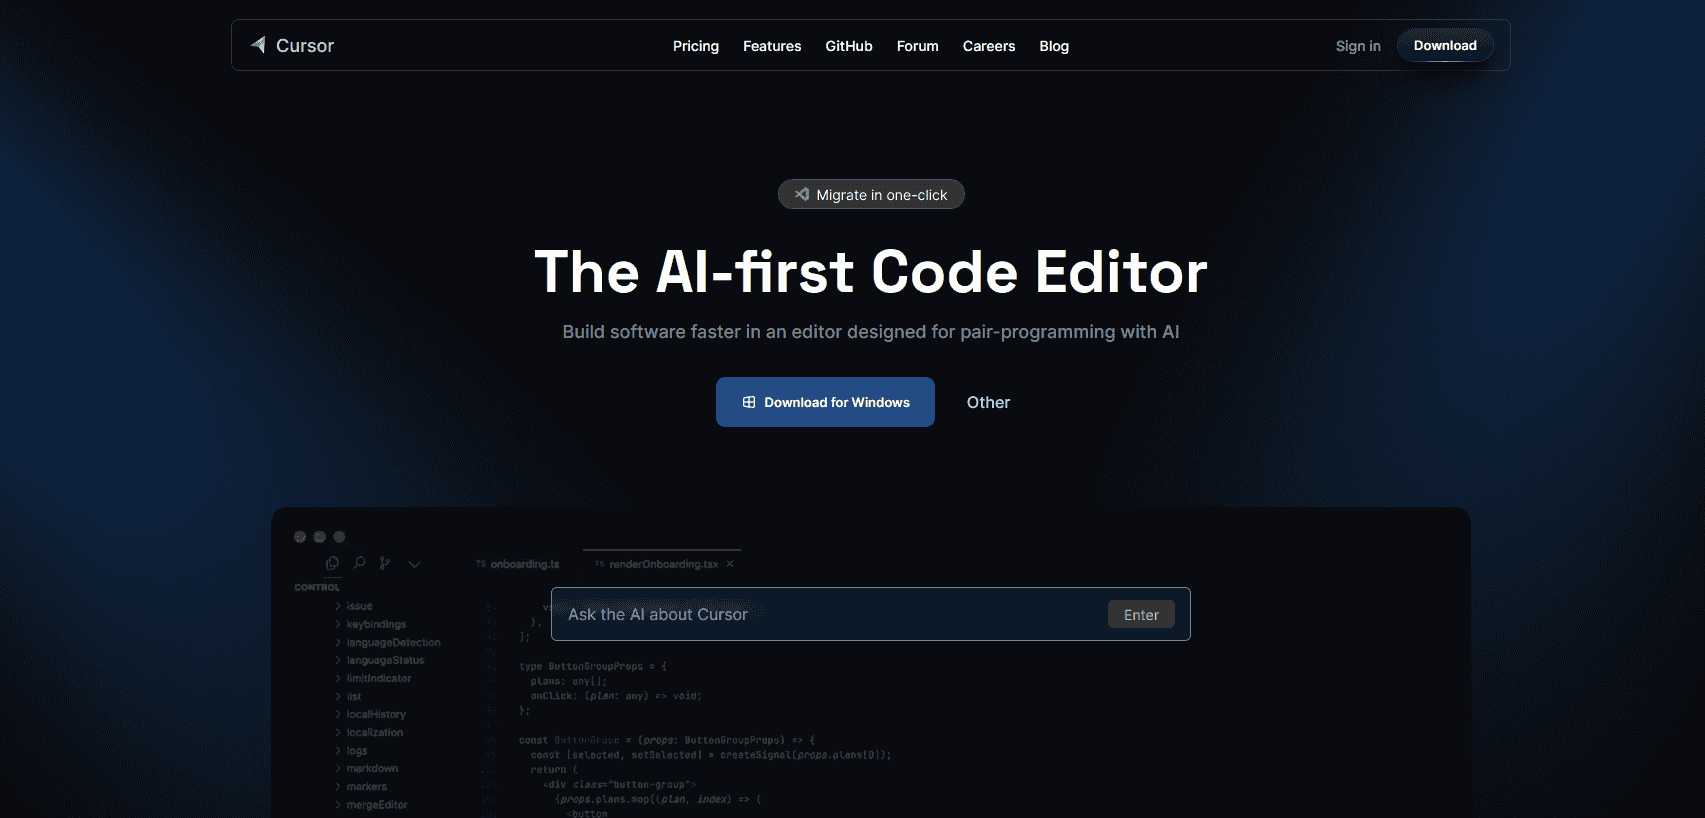 Cursor
Pricing Features GitHub Forum Careers Blog
Sign in Download
Migrate in one-click
The AI-first Code Editor
Build software faster in an editor designed for pair-programming with AI
Download for Windows Other
onboarding.ts renderOnboarding.tsx
CONTROL
issue
keybindings
languageDetection
languageStatus
limitIndicator
list
localHistory
localization
logs
markdown
markers
mergeEditor
Ask the AI about Cursor Enter
},
];
type ButtonGroupProps = {
plans: any[];
onClick: (plan: any) => void;
};
const ButtonGroup = (props: ButtonGroupProps) => {
const [selected, setSelected] = createSignal(props.plans[0]);
return (
<div class="button-group">
{props.plans.map((plan, index) => (
<button